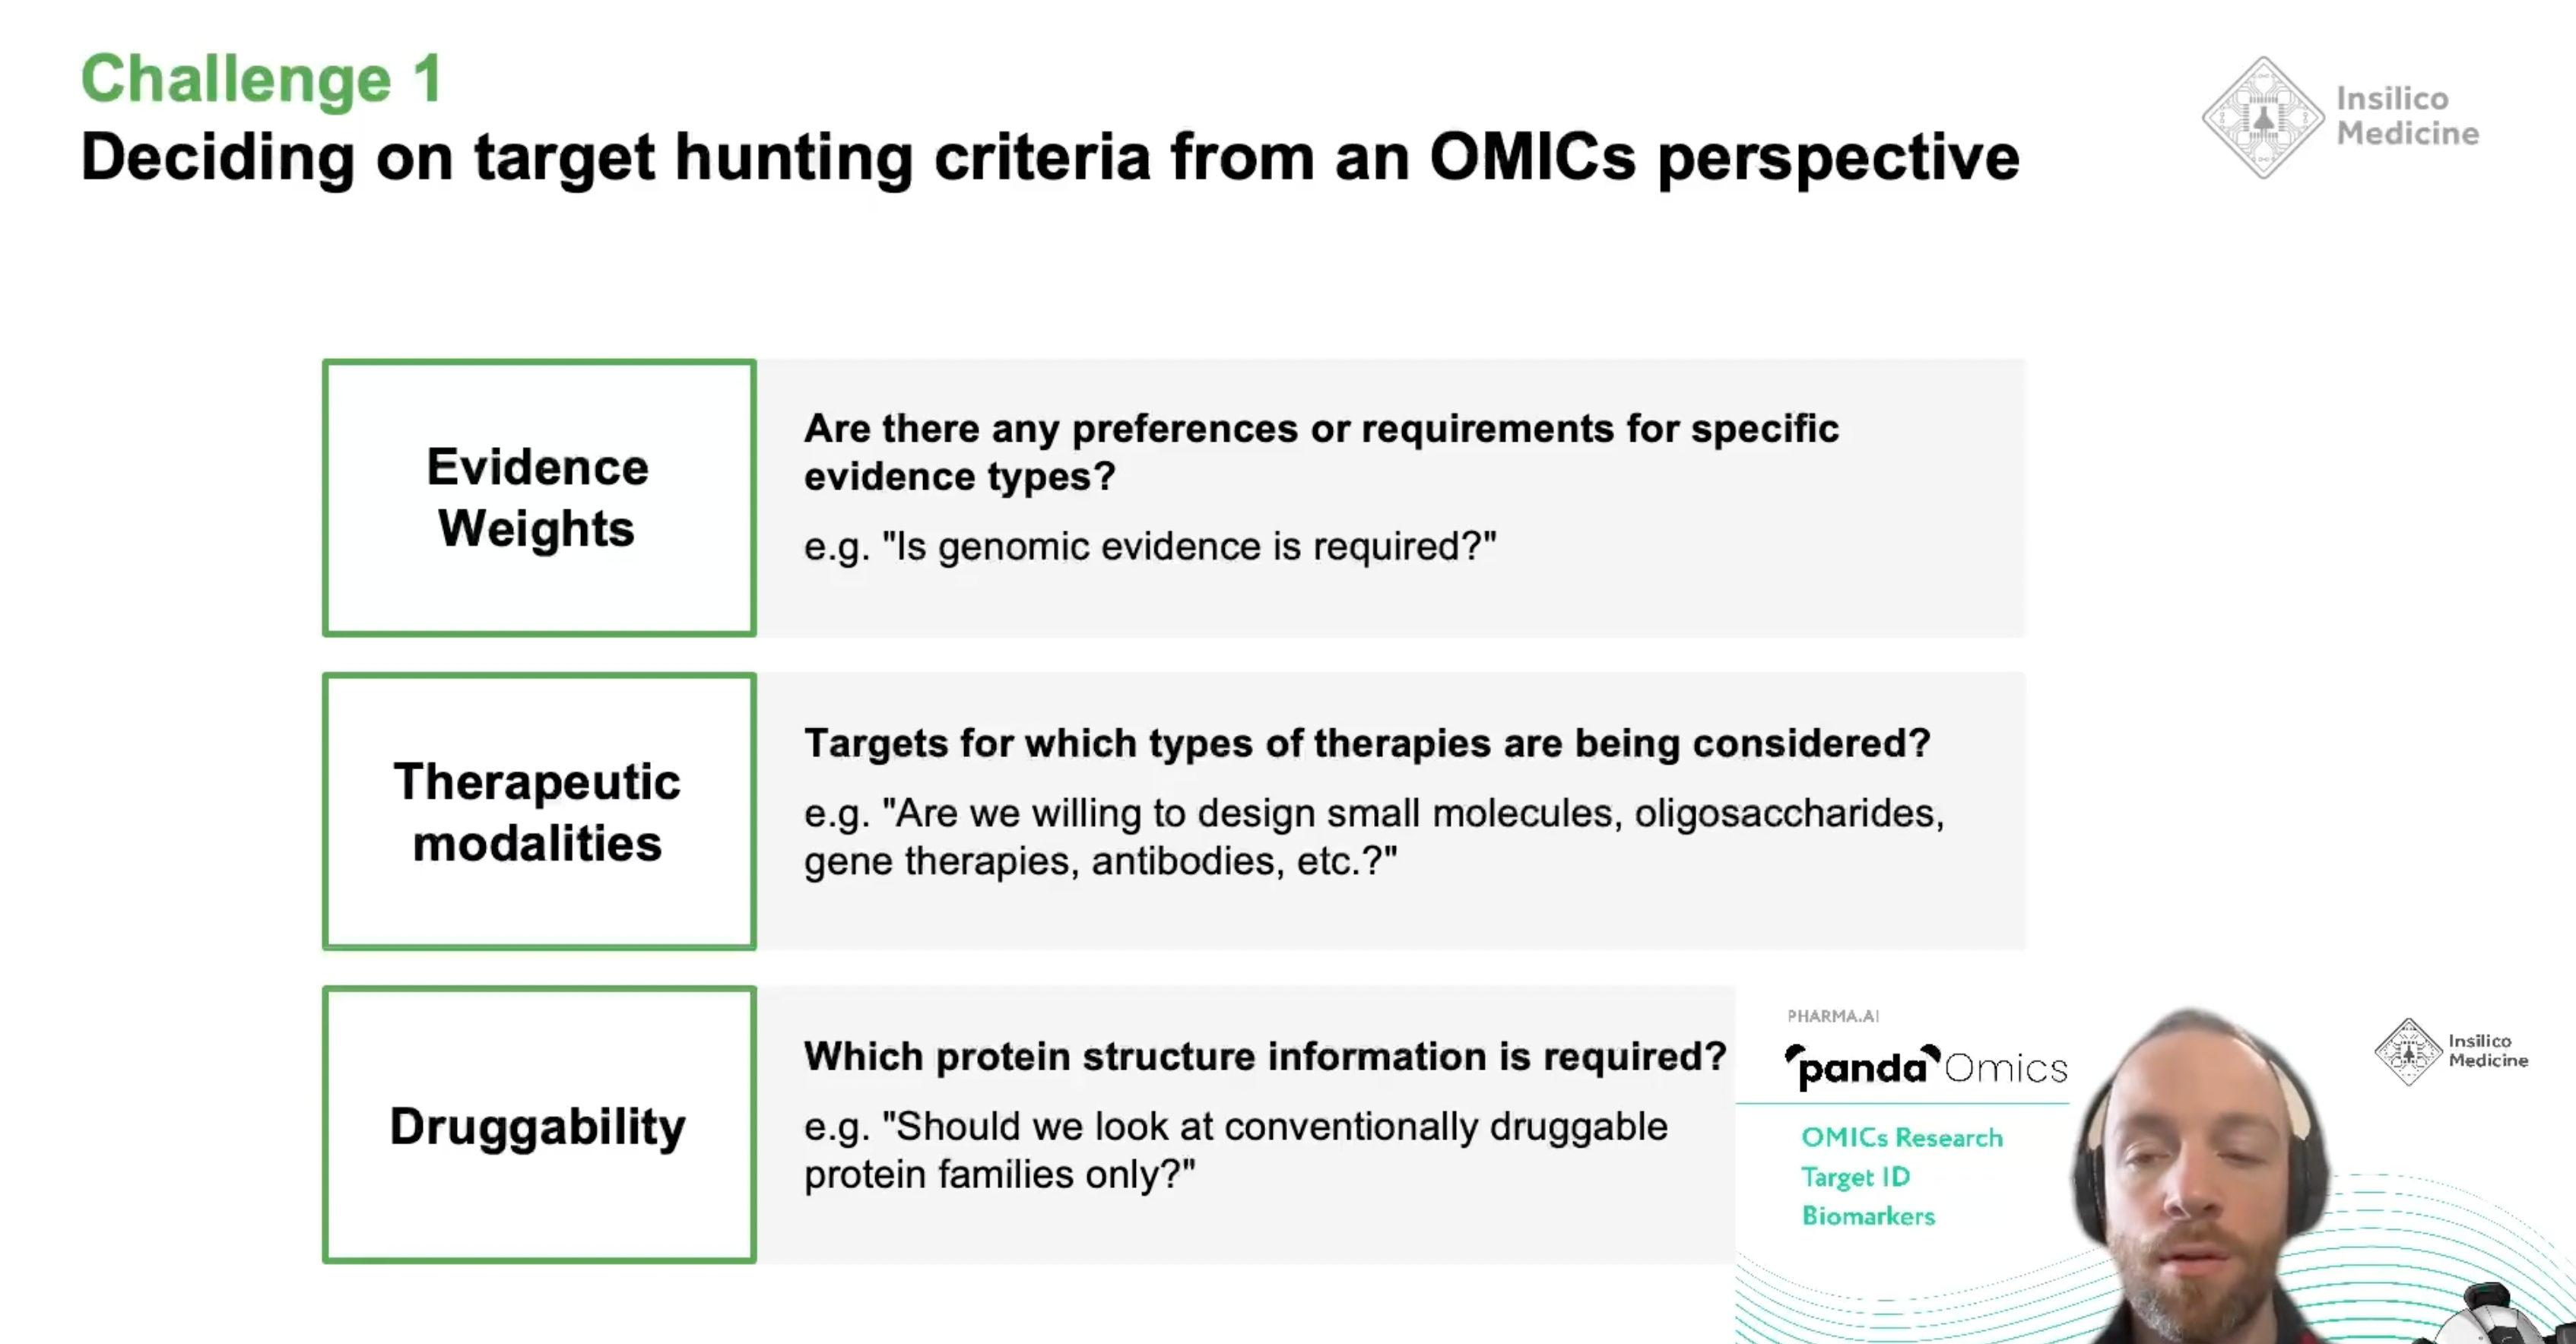 Challenge 1
Deciding on target hunting criteria from an OMICs perspective
Insilico
Medicine
Evidence
Weights
Are there any preferences or requirements for specific
evidence types?
e.g. "Is genomic evidence is required?"
Therapeutic
modalities
Targets for which types of therapies are being considered?
e.g. "Are we willing to design small molecules, oligosaccharides,
gene therapies, antibodies, etc.?"
Druggability
Which protein structure information is required?
e.g. "Should we look at conventionally druggable
protein families only?"
PHARMA.AI
panda Omics
OMICs Research
Target ID
Biomarkers
Insilico
Medicine